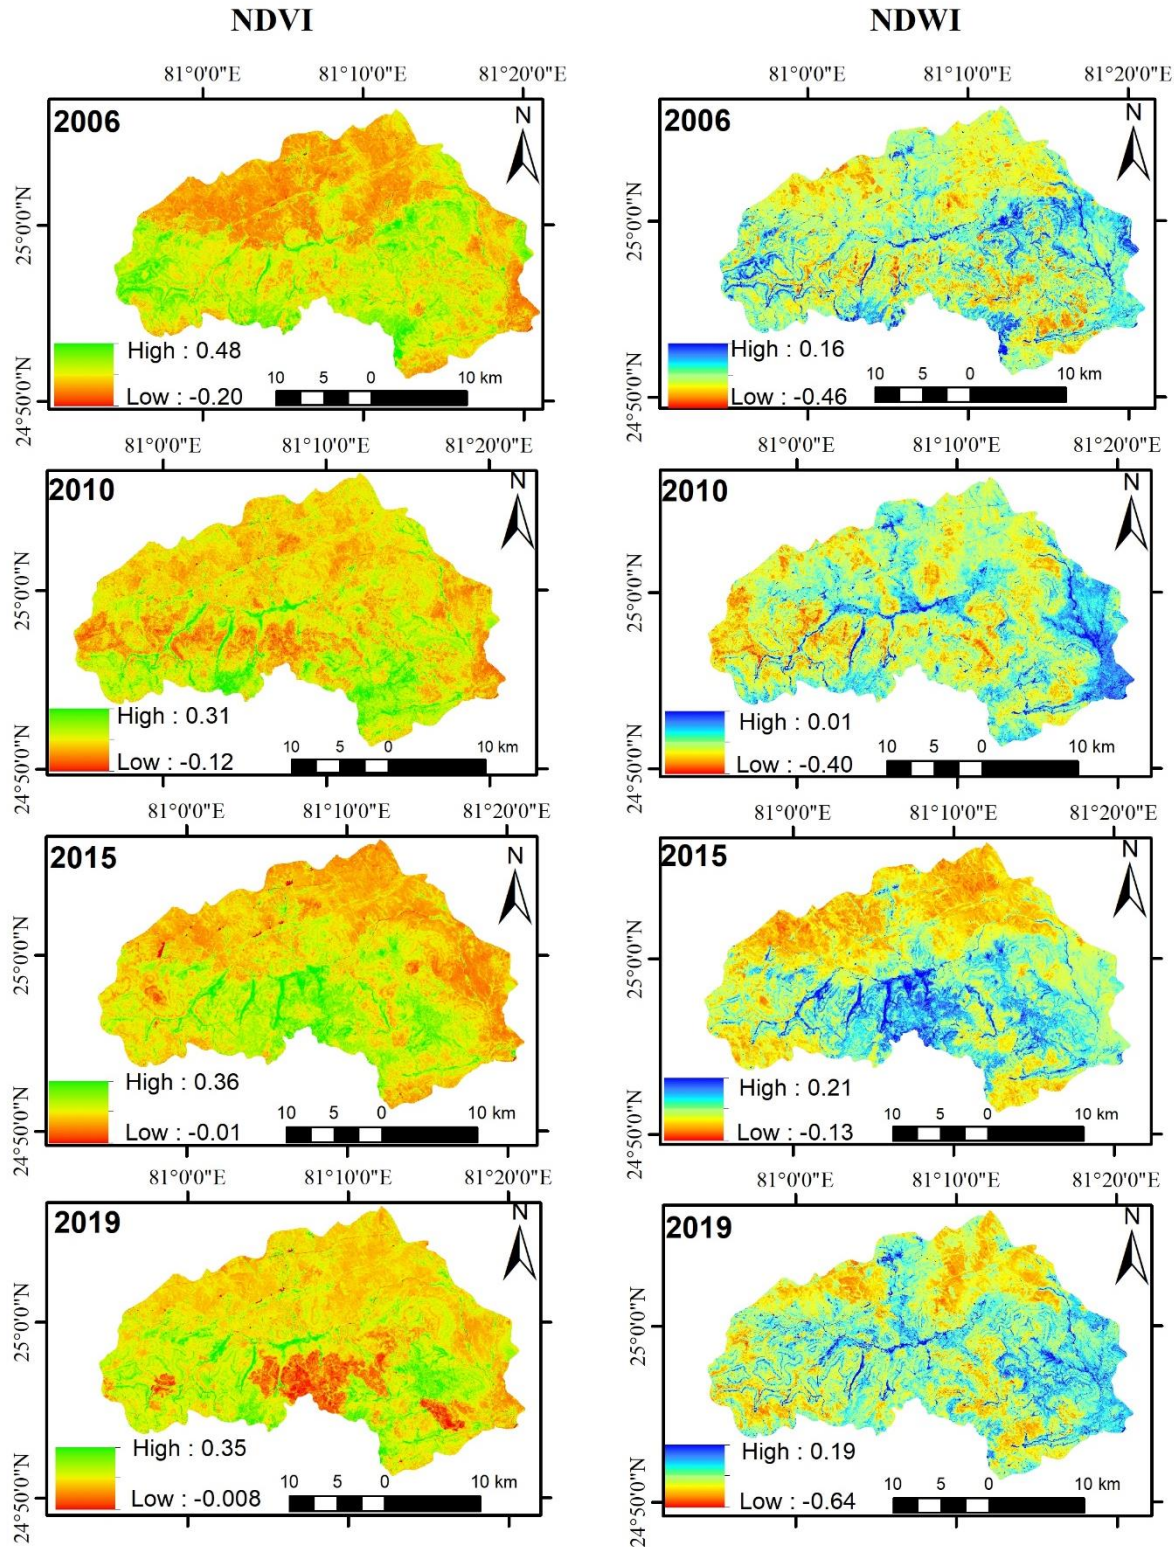 NDVI
NDWI
81°0'0"E 81°10'0"E 81°20'0"E
81°0'0"E 81°10'0"E 81°20'0"E
2006
N
25°0'0"N
24°50'0"N
High : 0.48
Low : -0.20
10 5 0 10 km
2006
N
25°0'0"N
24°50'0"N
High : 0.16
Low : -0.46
10 5 0 10 km
81°0'0"E 81°10'0"E 81°20'0"E
81°0'0"E 81°10'0"E 81°20'0"E
2010
N
25°0'0"N
24°50'0"N
High : 0.31
Low : -0.12
10 5 0 10 km
2010
N
25°0'0"N
24°50'0"N
High : 0.01
Low : -0.40
10 5 0 10 km
81°0'0"E 81°10'0"E 81°20'0"E
81°0'0"E 81°10'0"E 81°20'0"E
2015
N
25°0'0"N
24°50'0"N
High : 0.36
Low : -0.01
10 5 0 10 km
2015
N
25°0'0"N
24°50'0"N
High : 0.21
Low : -0.13
10 5 0 10 km
81°0'0"E 81°10'0"E 81°20'0"E
81°0'0"E 81°10'0"E 81°20'0"E
2019
N
25°0'0"N
24°50'0"N
High : 0.35
Low : -0.008
10 5 0 10 km
2019
N
25°0'0"N
24°50'0"N
High : 0.19
Low : -0.64
10 5 0 10 km